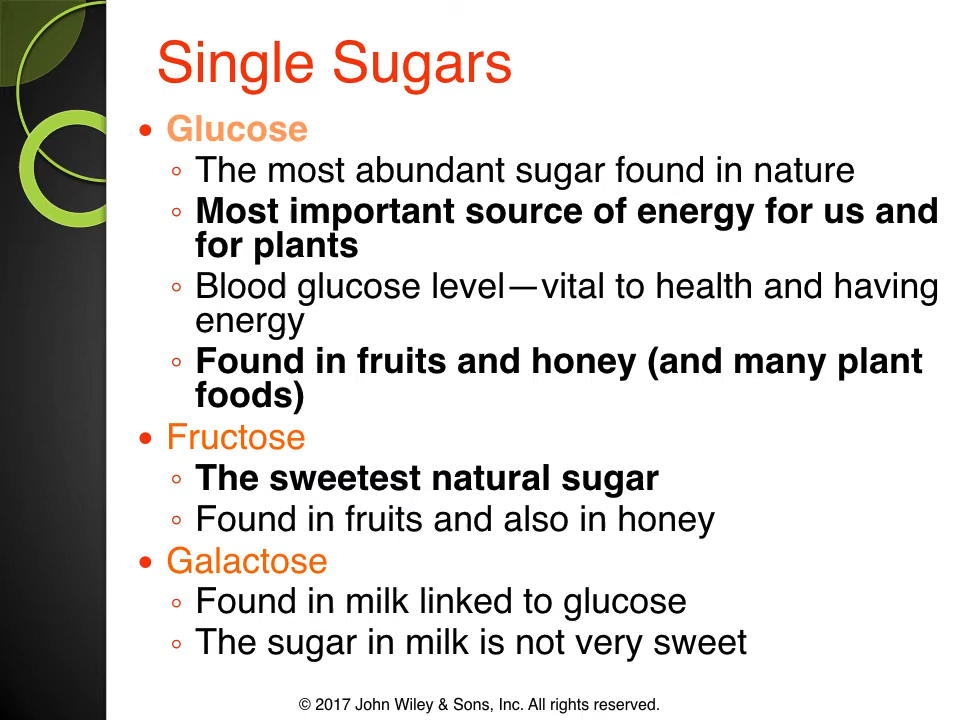 Single Sugars
• Glucose
◦ The most abundant sugar found in nature
◦ Most important source of energy for us and
for plants
◦ Blood glucose level—vital to health and having
energy
◦ Found in fruits and honey (and many plant
foods)
• Fructose
◦ The sweetest natural sugar
◦ Found in fruits and also in honey
• Galactose
◦ Found in milk linked to glucose
◦ The sugar in milk is not very sweet
© 2017 John Wiley & Sons, Inc. All rights reserved.